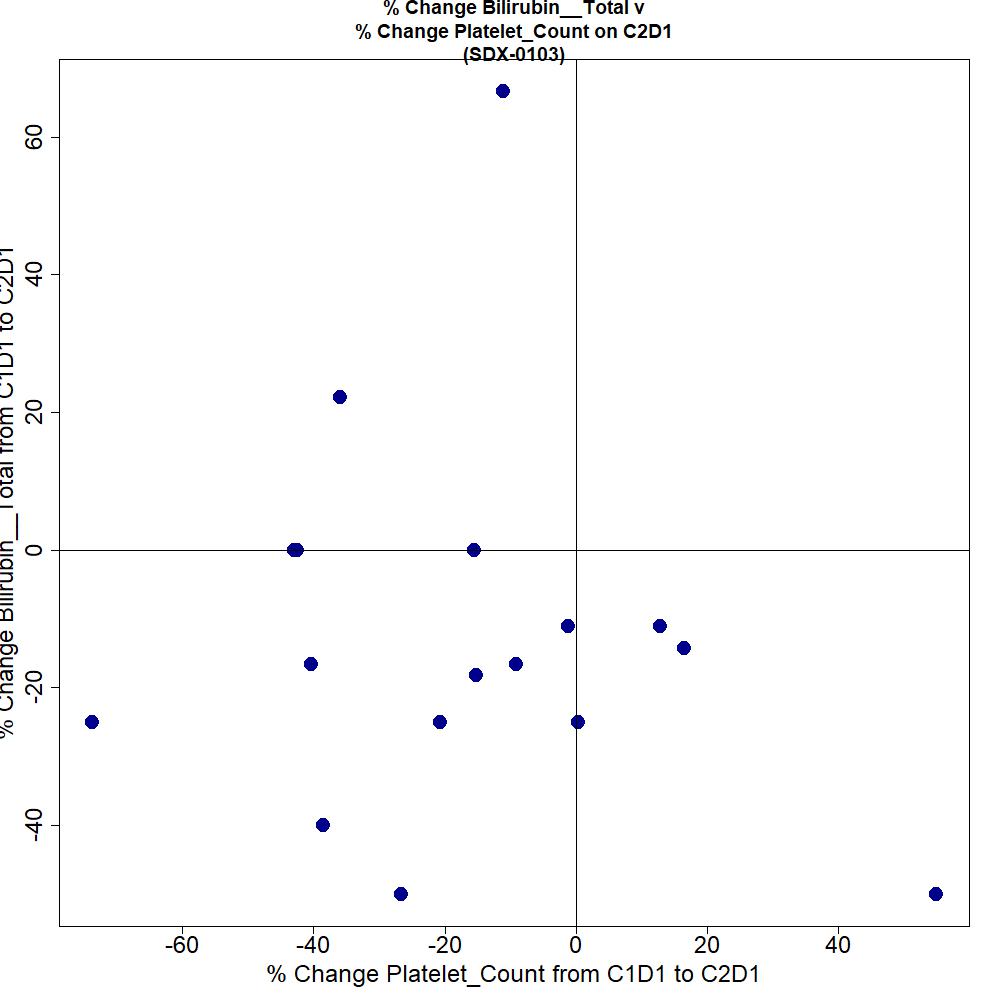 % Change Bilirubin__Total v
% Change Platelet_Count on C2D1
(SDX-0103)
% Change Bilirubin__Total from C1D1 to C2D1
60
40
20
0
-20
-40
-60
-40
-20
0
20
40
% Change Platelet_Count from C1D1 to C2D1